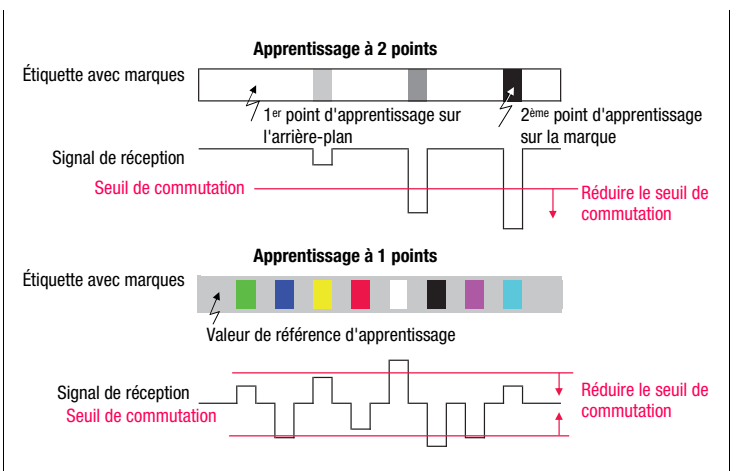 Apprentissage à 2 points
Étiquette avec marques
1er point d'apprentissage sur
l'arrière-plan
2ème point d'apprentissage
sur la marque
Signal de réception
Seuil de commutation
Réduire le seuil de
commutation
Apprentissage à 1 points
Étiquette avec marques
Valeur de référence d'apprentissage
Signal de réception
Seuil de commutation
Réduire le seuil de
commutation